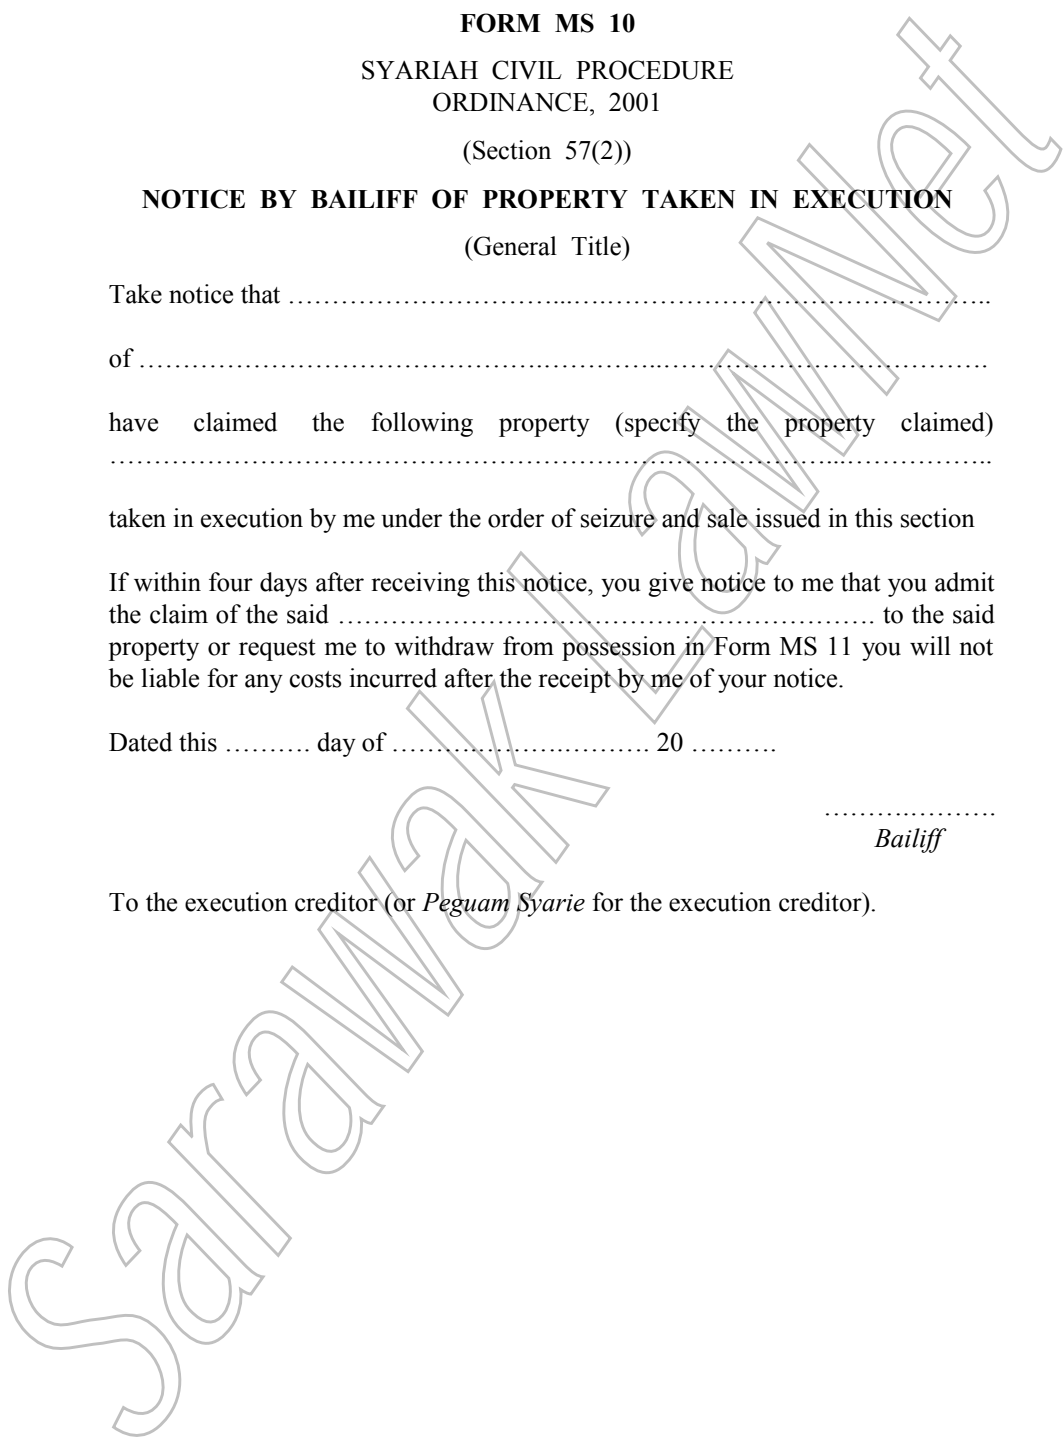 FORM MS 10
SYARIAH CIVIL PROCEDURE
ORDINANCE, 2001
(Section 57(2))
NOTICE BY BAILIFF OF PROPERTY TAKEN IN EXECUTION
(General Title)
Take notice that …………………………...….…………………………………………..
of ……………………………………….…………..……………………………….
have claimed the following property (specify the property claimed)
………………………………………………………………………..……………..
taken in execution by me under the order of seizure and sale issued in this section
If within four days after receiving this notice, you give notice to me that you admit
the claim of the said ………………………………………………………. to the said
property or request me to withdraw from possession in Form MS 11 you will not
be liable for any costs incurred after the receipt by me of your notice.
Dated this ………. day of ………………….………. 20 ……….
……….……….
Bailiff
To the execution creditor (or Peguam Syarie for the execution creditor).
Sarawak LawNet